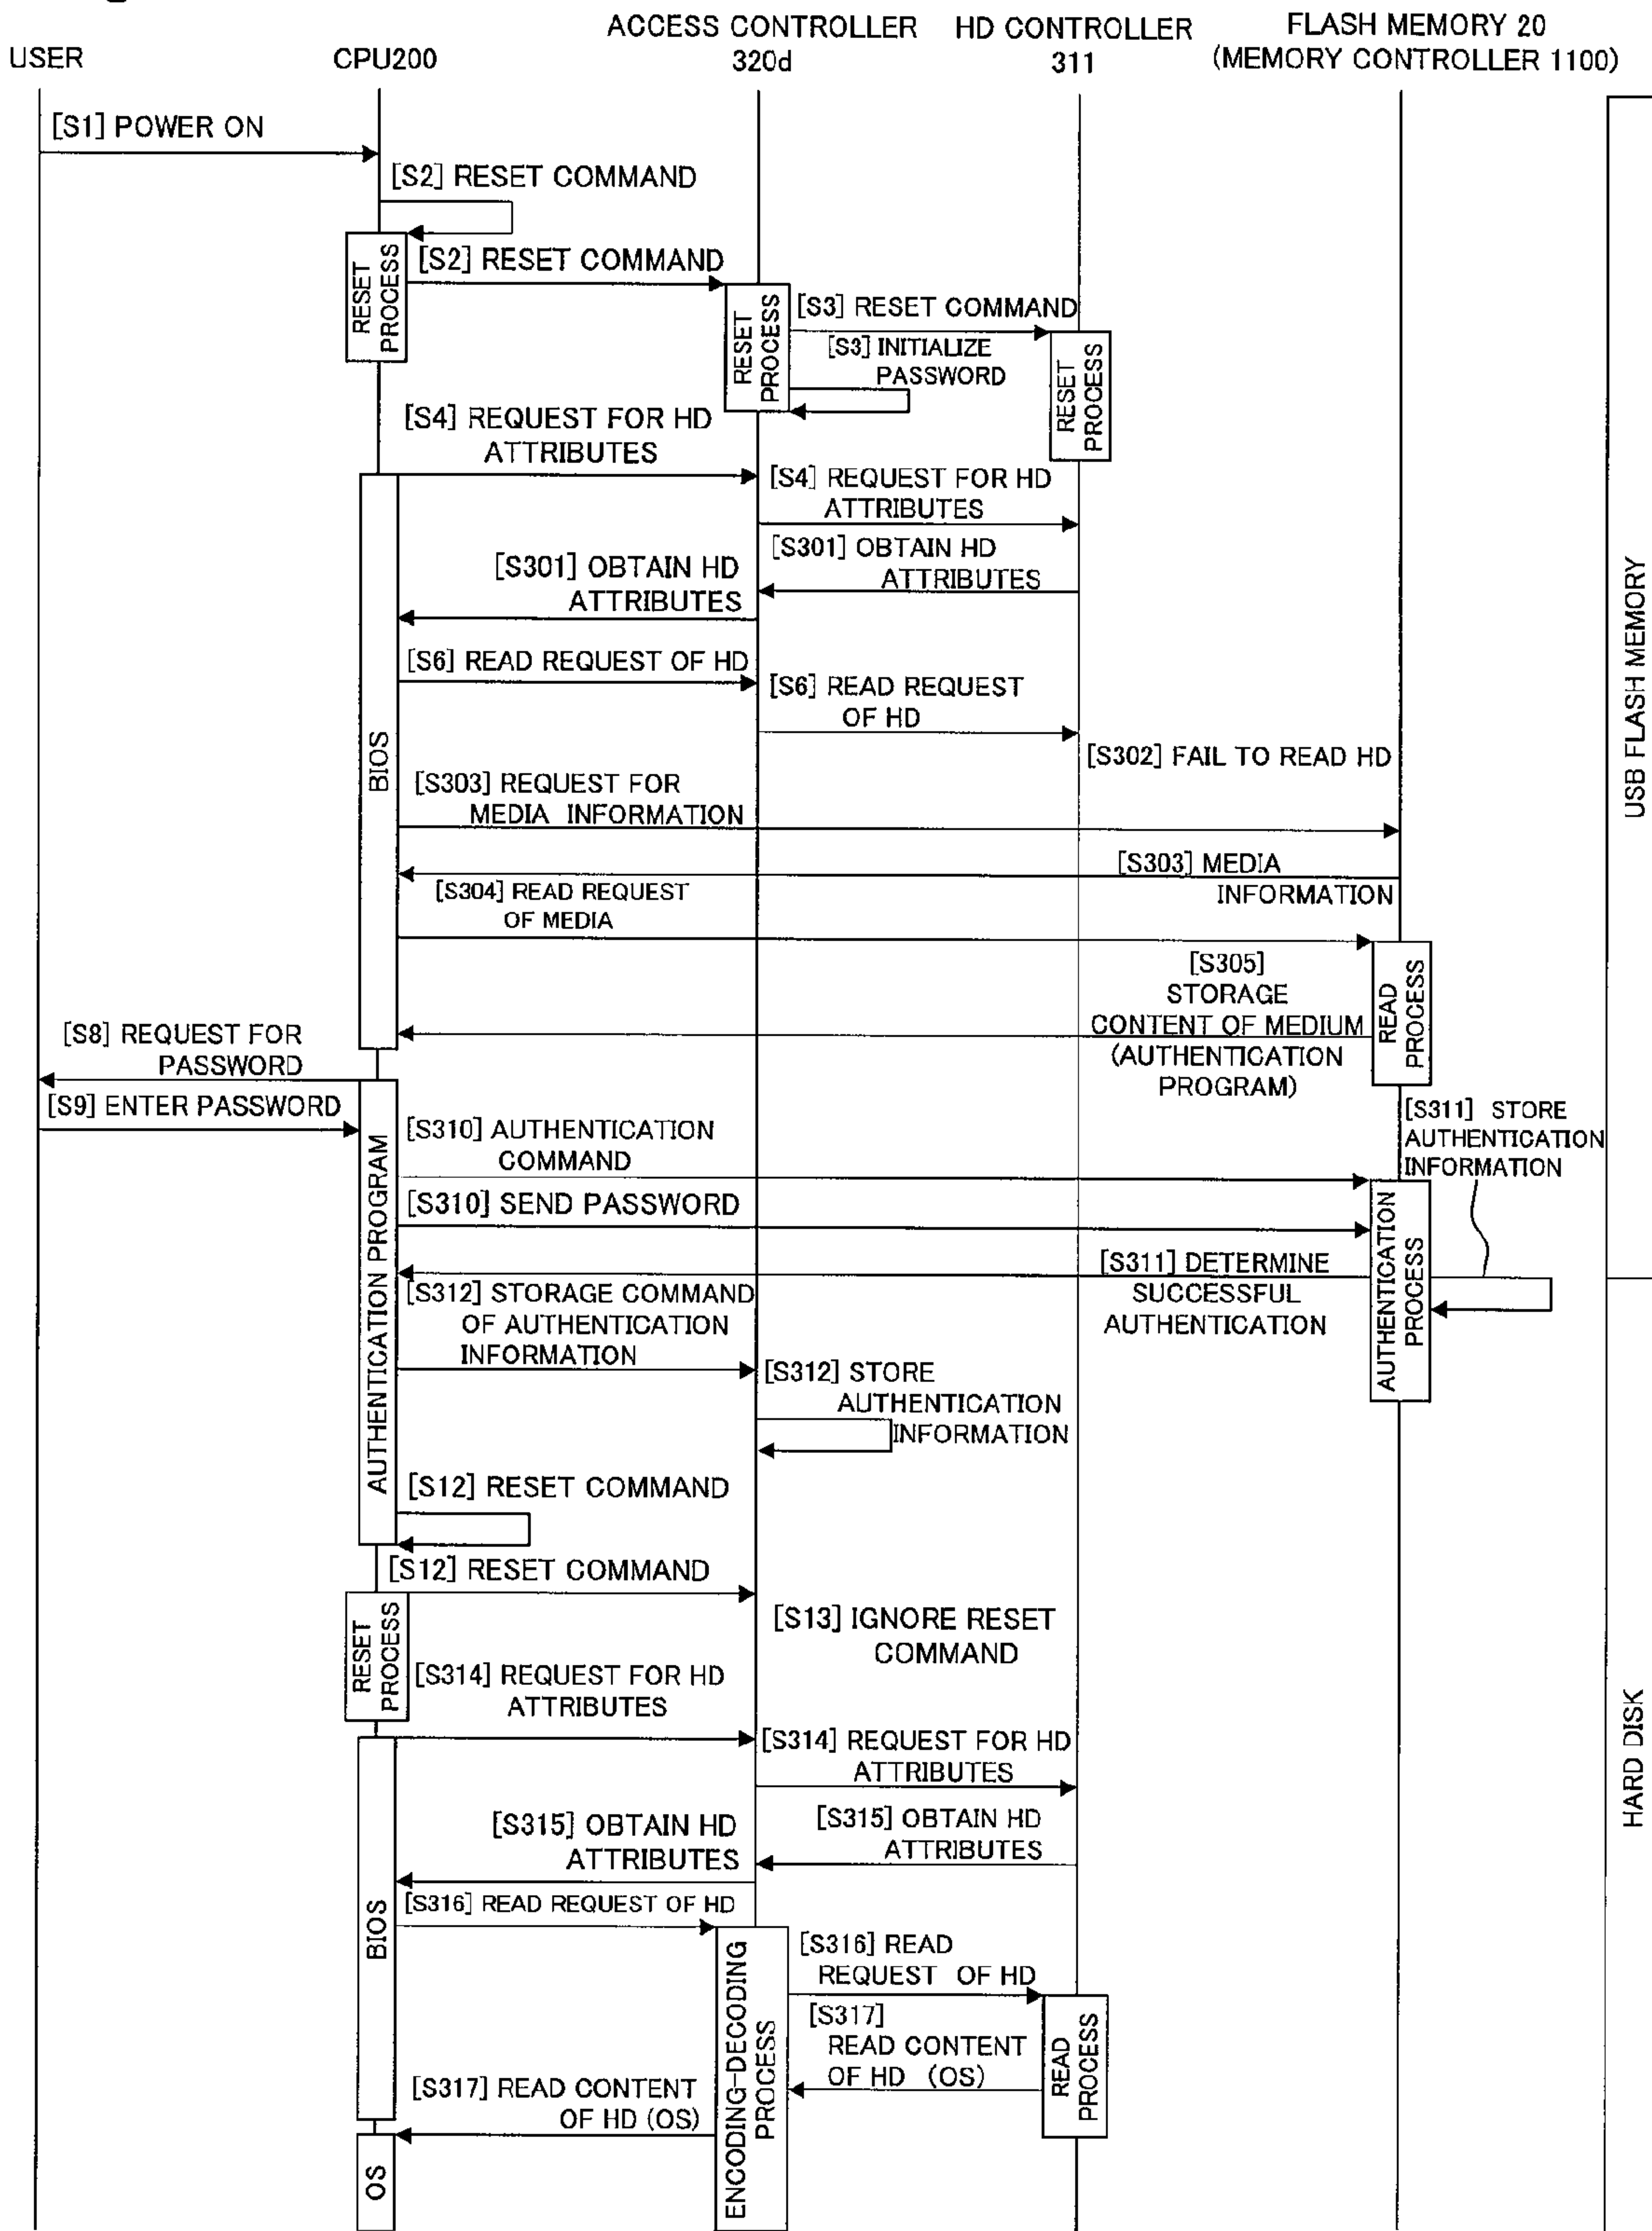 USER
CPU200
ACCESS CONTROLLER
320d
HD CONTROLLER
311
FLASH MEMORY 20
(MEMORY CONTROLLER 1100)
[S1] POWER ON
[S2] RESET COMMAND
RESET
PROCESS
[S2] RESET COMMAND
RESET
PROCESS
[S3] RESET COMMAND
[S3] INITIALIZE
PASSWORD
RESET
PROCESS
[S4] REQUEST FOR HD
ATTRIBUTES
[S4] REQUEST FOR HD
ATTRIBUTES
[S301] OBTAIN HD
ATTRIBUTES
[S301] OBTAIN HD
ATTRIBUTES
[S6] READ REQUEST OF HD
[S6] READ REQUEST
OF HD
BIOS
[S302] FAIL TO READ HD
[S303] REQUEST FOR
MEDIA INFORMATION
[S303] MEDIA
INFORMATION
[S304] READ REQUEST
OF MEDIA
READ
PROCESS
[S305]
STORAGE
CONTENT OF MEDIUM
(AUTHENTICATION
PROGRAM)
USB FLASH MEMORY
[S8] REQUEST FOR
PASSWORD
[S9] ENTER PASSWORD
AUTHENTICATION PROGRAM
[S310] AUTHENTICATION
COMMAND
[S310] SEND PASSWORD
[S311] STORE
AUTHENTICATION
INFORMATION
AUTHENTICATION
PROCESS
[S311] DETERMINE
SUCCESSFUL
AUTHENTICATION
[S312] STORAGE COMMAND
OF AUTHENTICATION
INFORMATION
[S312] STORE
AUTHENTICATION
INFORMATION
[S12] RESET COMMAND
[S12] RESET COMMAND
RESET
PROCESS
[S13] IGNORE RESET
COMMAND
[S314] REQUEST FOR HD
ATTRIBUTES
[S314] REQUEST FOR HD
ATTRIBUTES
[S315] OBTAIN HD
ATTRIBUTES
[S315] OBTAIN HD
ATTRIBUTES
HARD DISK
BIOS
[S316] READ REQUEST OF HD
ENCODING-DECODING
PROCESS
[S316] READ
REQUEST OF HD
[S317]
READ CONTENT
OF HD (OS)
READ
PROCESS
[S317] READ CONTENT
OF HD (OS)
OS